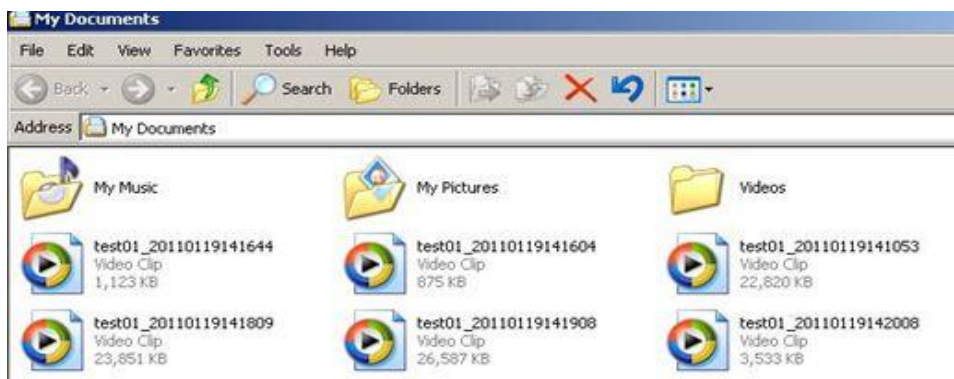 My Documents
File Edit View Favorites Tools Help
Back Search Folders
Address My Documents
My Music My Pictures Videos
test01_20110119141644 test01_20110119141604 test01_20110119141053
Video Clip Video Clip Video Clip
1,123 KB 875 KB 22,820 KB
test01_20110119141809 test01_20110119141908 test01_20110119142008
Video Clip Video Clip Video Clip
23,851 KB 26,587 KB 3,533 KB